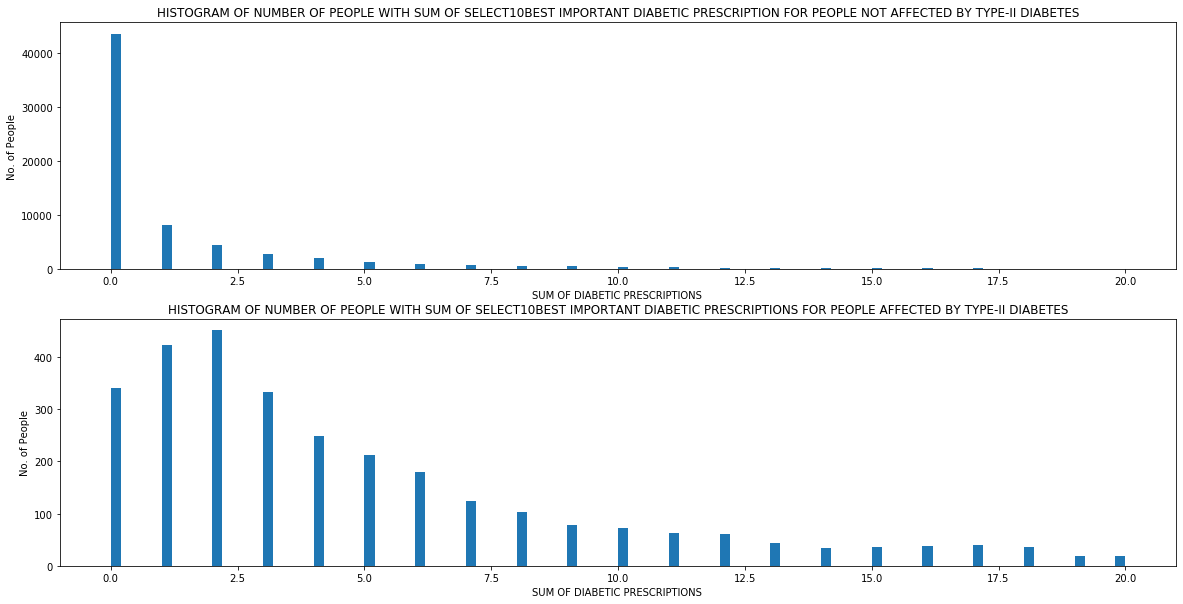 HISTOGRAM OF NUMBER OF PEOPLE WITH SUM OF SELECT10BEST IMPORTANT DIABETIC PRESCRIPTION FOR PEOPLE NOT AFFECTED BY TYPE-II DIABETES
No. of People
40000
30000
20000
10000
0
0.0 2.5 5.0 7.5 10.0 12.5 15.0 17.5 20.0
SUM OF DIABETIC PRESCRIPTIONS
HISTOGRAM OF NUMBER OF PEOPLE WITH SUM OF SELECT10BEST IMPORTANT DIABETIC PRESCRIPTIONS FOR PEOPLE AFFECTED BY TYPE-II DIABETES
No. of People
400
300
200
100
0
0.0 2.5 5.0 7.5 10.0 12.5 15.0 17.5 20.0
SUM OF DIABETIC PRESCRIPTIONS